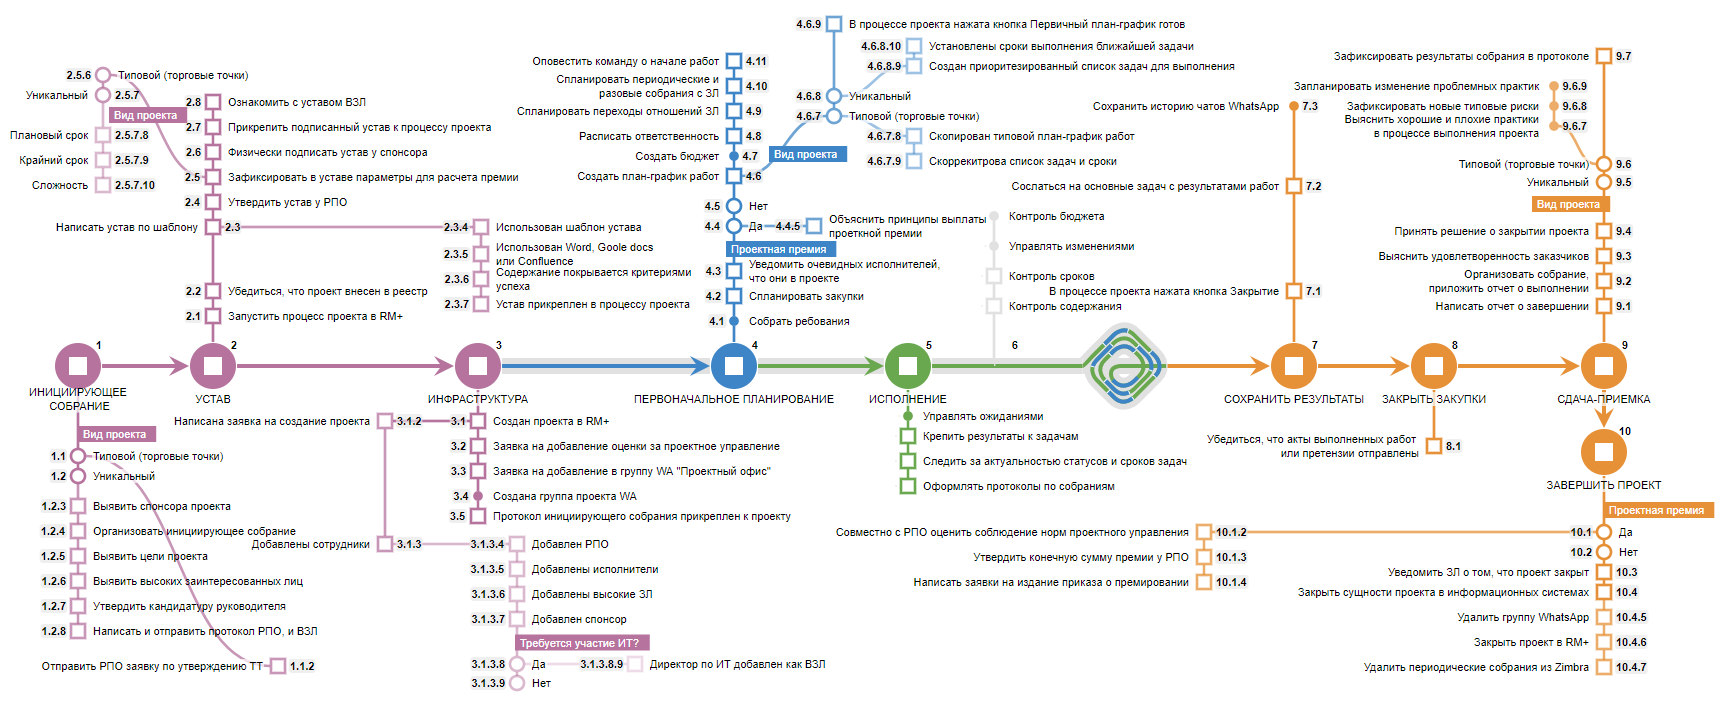 2.5.6 Типовой (торговые точки)
Уникальный 2.5.7
Вид проекта
Плановый срок 2.5.7.8
Крайний срок 2.5.7.9
Сложность 2.5.7.10
2.8 Ознакомить с уставом ВЗЛ
2.7 Прикрепить подписанный устав к процессу проекта
2.6 Физически подписать устав у спонсора
2.5 Зафиксировать в уставе параметры для расчета премии
2.4 Утвердить устав у РПО
Написать устав по шаблону 2.3
2.3.4 Использован шаблон устава
2.3.5 Использован Word, Goole docs
или Confluence
2.3.6 Содержание покрывается критериями
успеха
2.3.7 Устав прикреплен в процессу проекта
2.2 Убедиться, что проект внесен в реестр
2.1 Запустить процесс проекта в RM+
1
ИНИЦИИРУЮЩЕЕ
СОБРАНИЕ
2
УСТАВ
3
ИНФРАСТРУКТУРА
4
ПЕРВОНАЧАЛЬНОЕ ПЛАНИРОВАНИЕ
5
ИСПОЛНЕНИЕ
6
7
СОХРАНИТЬ РЕЗУЛЬТАТЫ
8
ЗАКРЫТЬ ЗАКУПКИ
9
СДАЧА-ПРИЕМКА
10
ЗАВЕРШИТЬ ПРОЕКТ
Вид проекта
1.1 Типовой (торговые точки)
1.2 Уникальный
1.2.3 Выявить спонсора проекта
1.2.4 Организовать инициирующее собрание
1.2.5 Выявить цели проекта
1.2.6 Выявить высоких заинтересованных лиц
1.2.7 Утвердить кандидатуру руководителя
1.2.8 Написать и отправить протокол РПО, и ВЗЛ
Отправить РПО заявку по утверждению ТТ 1.1.2
Написана заявка на создание проекта 3.1.2
3.1 Создан проекта в RM+
3.2 Заявка на добавление оценки за проектное управление
3.3 Заявка на добавление в группу WA "Проектный офис"
3.4 Создана группа проекта WA
3.5 Протокол инициирующего собрания прикреплен к проекту
Добавлены сотрудники 3.1.3
3.1.3.4 Добавлен РПО
3.1.3.5 Добавлены исполнители
3.1.3.6 Добавлены высокие ЗЛ
3.1.3.7 Добавлен спонсор
Требуется участие ИТ?
3.1.3.8 Да
3.1.3.8.9 Директор по ИТ добавлен как ВЗЛ
3.1.3.9 Нет
Оповестить команду о начале работ 4.11
Спланировать периодические и
разовые собрания с ЗЛ 4.10
Спланировать переходы отношений ЗЛ 4.9
Расписать ответственность 4.8
Создать бюджет 4.7
Создать план-график работ 4.6
4.5 Нет
4.4 Да
4.4.5 Объяснить принципы выплаты
проеткной премии
Проектная премия
4.3 Уведомить очевидных исполнителей,
что они в проекте
4.2 Спланировать закупки
4.1 Собрать ребования
4.6.9 В процессе проекта нажата кнопка Первичный план-график готов
4.6.8.10 Установлены сроки выполнения ближайшей задачи
4.6.8.9 Создан приоритезированный список задач для выполнения
4.6.8 Уникальный
4.6.7 Типовой (торговые точки)
Вид проекта
4.6.7.8 Скопирован типовой план-график работ
4.6.7.9 Скорректирова список задач и сроки
Контроль бюджета
Управлять изменениями
Контроль сроков
Контроль содержания
Управлять ожиданиями
Крепить результаты к задачам
Следить за актуальностью статусов и сроков задач
Оформлять протоколы по собраниям
Сохранить историю чатов WhatsApp 7.3
Сослаться на основные задач с результатами работ 7.2
В процессе проекта нажата кнопка Закрытие 7.1
Убедиться, что акты выполненных работ
или претензии отправлены 8.1
Зафиксировать результаты собрания в протоколе 9.7
Запланировать изменение проблемных практик 9.6.9
Зафиксировать новые типовые риски 9.6.8
Выяснить хорошие и плохие практики
в процессе выполнения проекта 9.6.7
Типовой (торговые точки) 9.6
Уникальный 9.5
Вид проекта
Принять решение о закрытии проекта 9.4
Выяснить удовлетворенность заказчиков 9.3
Организовать собрание,
приложить отчет о выполнении 9.2
Написать отчет о завершении 9.1
Проектная премия
10.1 Да
10.2 Нет
Совместно с РПО оценить соблюдение норм проектного управления 10.1.2
Утвердить конечную сумму премии у РПО 10.1.3
Написать заявки на издание приказа о премировании 10.1.4
Уведомить ЗЛ о том, что проект закрыт 10.3
Закрыть сущности проекта в информационных системах 10.4
Удалить группу WhatsApp 10.4.5
Закрыть проект в RM+ 10.4.6
Удалить периодические собрания из Zimbra 10.4.7